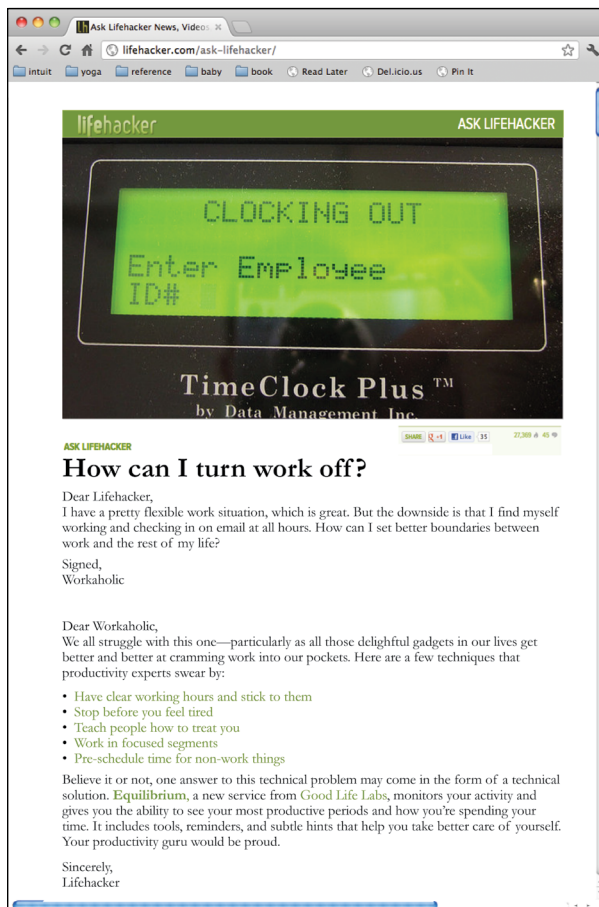 Ask Lifehacker News, Videos
lifehacker.com/ask-lifehacker/
intuit yoga reference baby book Read Later Del.icio.us Pin It
lifehacker ASK LIFEHACKER
CLOCKING OUT
Enter Employee
ID#
TimeClock Plus ™
by Data Management Inc.
SHARE +1 Like 35 27,369 45
ASK LIFEHACKER
How can I turn work off?
Dear Lifehacker,
I have a pretty flexible work situation, which is great. But the downside is that I find myself
working and checking in on email at all hours. How can I set better boundaries between
work and the rest of my life?
Signed,
Workaholic
Dear Workaholic,
We all struggle with this one—particularly as all those delighful gadgets in our lives get
better and better at cramming work into our pockets. Here are a few techniques that
productivity experts swear by:
• Have clear working hours and stick to them
• Stop before you feel tired
• Teach people how to treat you
• Work in focused segments
• Pre-schedule time for non-work things
Believe it or not, one answer to this technical problem may come in the form of a technical
solution. Equilibrium, a new service from Good Life Labs, monitors your activity and
gives you the ability to see your most productive periods and how you're spending your
time. It includes tools, reminders, and subtle hints that help you take better care of yourself.
Your productivity guru would be proud.
Sincerely,
Lifehacker